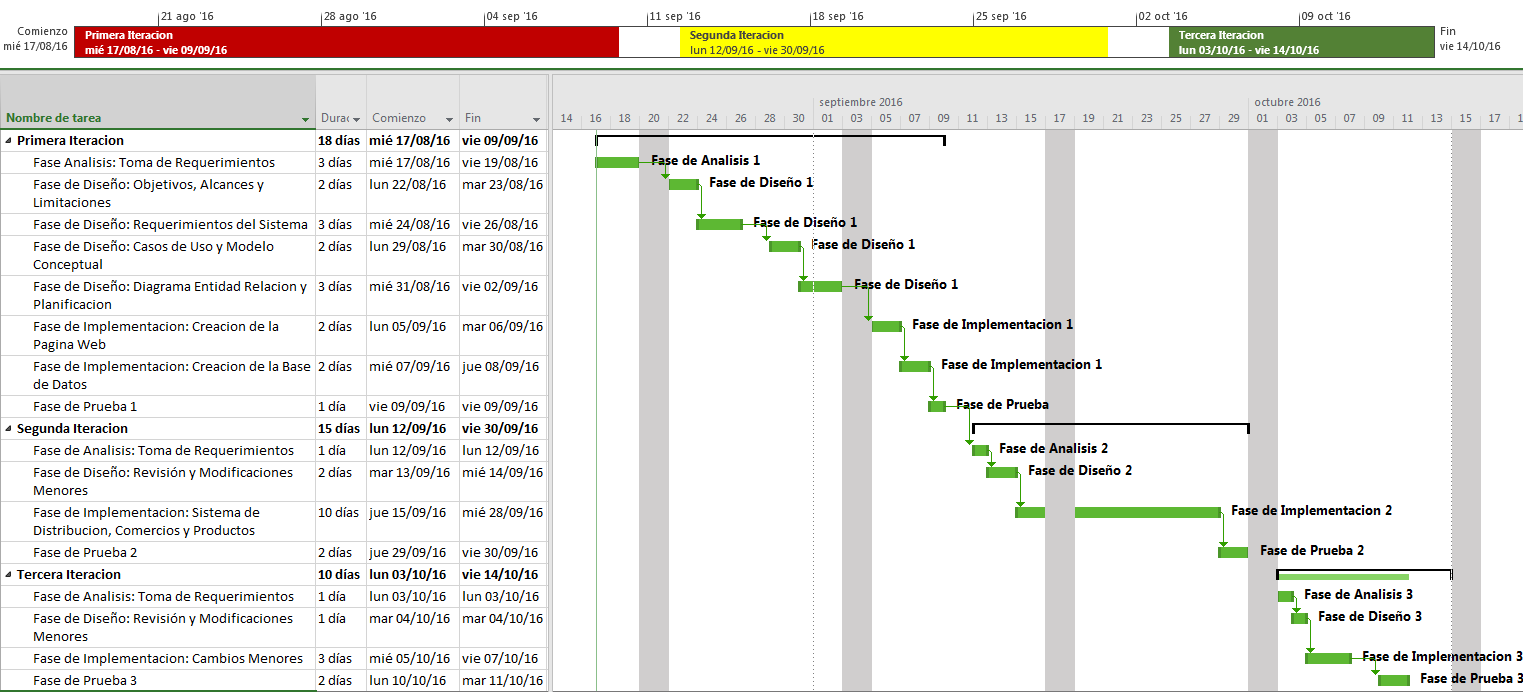 21 ago '16 28 ago '16 04 sep '16 11 sep '16 18 sep '16 25 sep '16 02 oct '16 09 oct '16
Comienzo
mié 17/08/16
Primera Iteracion
mié 17/08/16 - vie 09/09/16
Segunda Iteracion
lun 12/09/16 - vie 30/09/16
Tercera Iteracion
lun 03/10/16 - vie 14/10/16
Fin
vie 14/10/16
septiembre 2016 octubre 2016
Nombre de tarea Durac Comienzo Fin 14 16 18 20 22 24 26 28 30 01 03 05 07 09 11 13 15 17 19 21 23 25 27 29 01 03 05 07 09 11 13 15 17
Primera Iteracion 18 días mié 17/08/16 vie 09/09/16
Fase Analisis: Toma de Requerimientos 3 días mié 17/08/16 vie 19/08/16 Fase de Analisis 1
Fase de Diseño: Objetivos, Alcances y 2 días lun 22/08/16 mar 23/08/16 Fase de Diseño 1
Limitaciones
Fase de Diseño: Requerimientos del Sistema 3 días mié 24/08/16 vie 26/08/16 Fase de Diseño 1
Fase de Diseño: Casos de Uso y Modelo 2 días lun 29/08/16 mar 30/08/16 Fase de Diseño 1
Conceptual
Fase de Diseño: Diagrama Entidad Relacion y 3 días mié 31/08/16 vie 02/09/16 Fase de Diseño 1
Planificacion
Fase de Implementacion: Creacion de la 2 días lun 05/09/16 mar 06/09/16 Fase de Implementacion 1
Pagina Web
Fase de Implementacion: Creacion de la Base 2 días mié 07/09/16 jue 08/09/16 Fase de Implementacion 1
de Datos
Fase de Prueba 1 1 día vie 09/09/16 vie 09/09/16 Fase de Prueba
Segunda Iteracion 15 días lun 12/09/16 vie 30/09/16
Fase de Analisis: Toma de Requerimientos 1 día lun 12/09/16 lun 12/09/16 Fase de Analisis 2
Fase de Diseño: Revisión y Modificaciones 2 días mar 13/09/16 mié 14/09/16 Fase de Diseño 2
Menores
Fase de Implementacion: Sistema de 10 días jue 15/09/16 mié 28/09/16 Fase de Implementacion 2
Distribucion, Comercios y Productos
Fase de Prueba 2 2 días jue 29/09/16 vie 30/09/16 Fase de Prueba 2
Tercera Iteracion 10 días lun 03/10/16 vie 14/10/16
Fase de Analisis: Toma de Requerimientos 1 día lun 03/10/16 lun 03/10/16 Fase de Analisis 3
Fase de Diseño: Revisión y Modificaciones 1 día mar 04/10/16 mar 04/10/16 Fase de Diseño 3
Menores
Fase de Implementacion: Cambios Menores 3 días mié 05/10/16 vie 07/10/16 Fase de Implementacion 3
Fase de Prueba 3 2 días lun 10/10/16 mar 11/10/16 Fase de Prueba 3